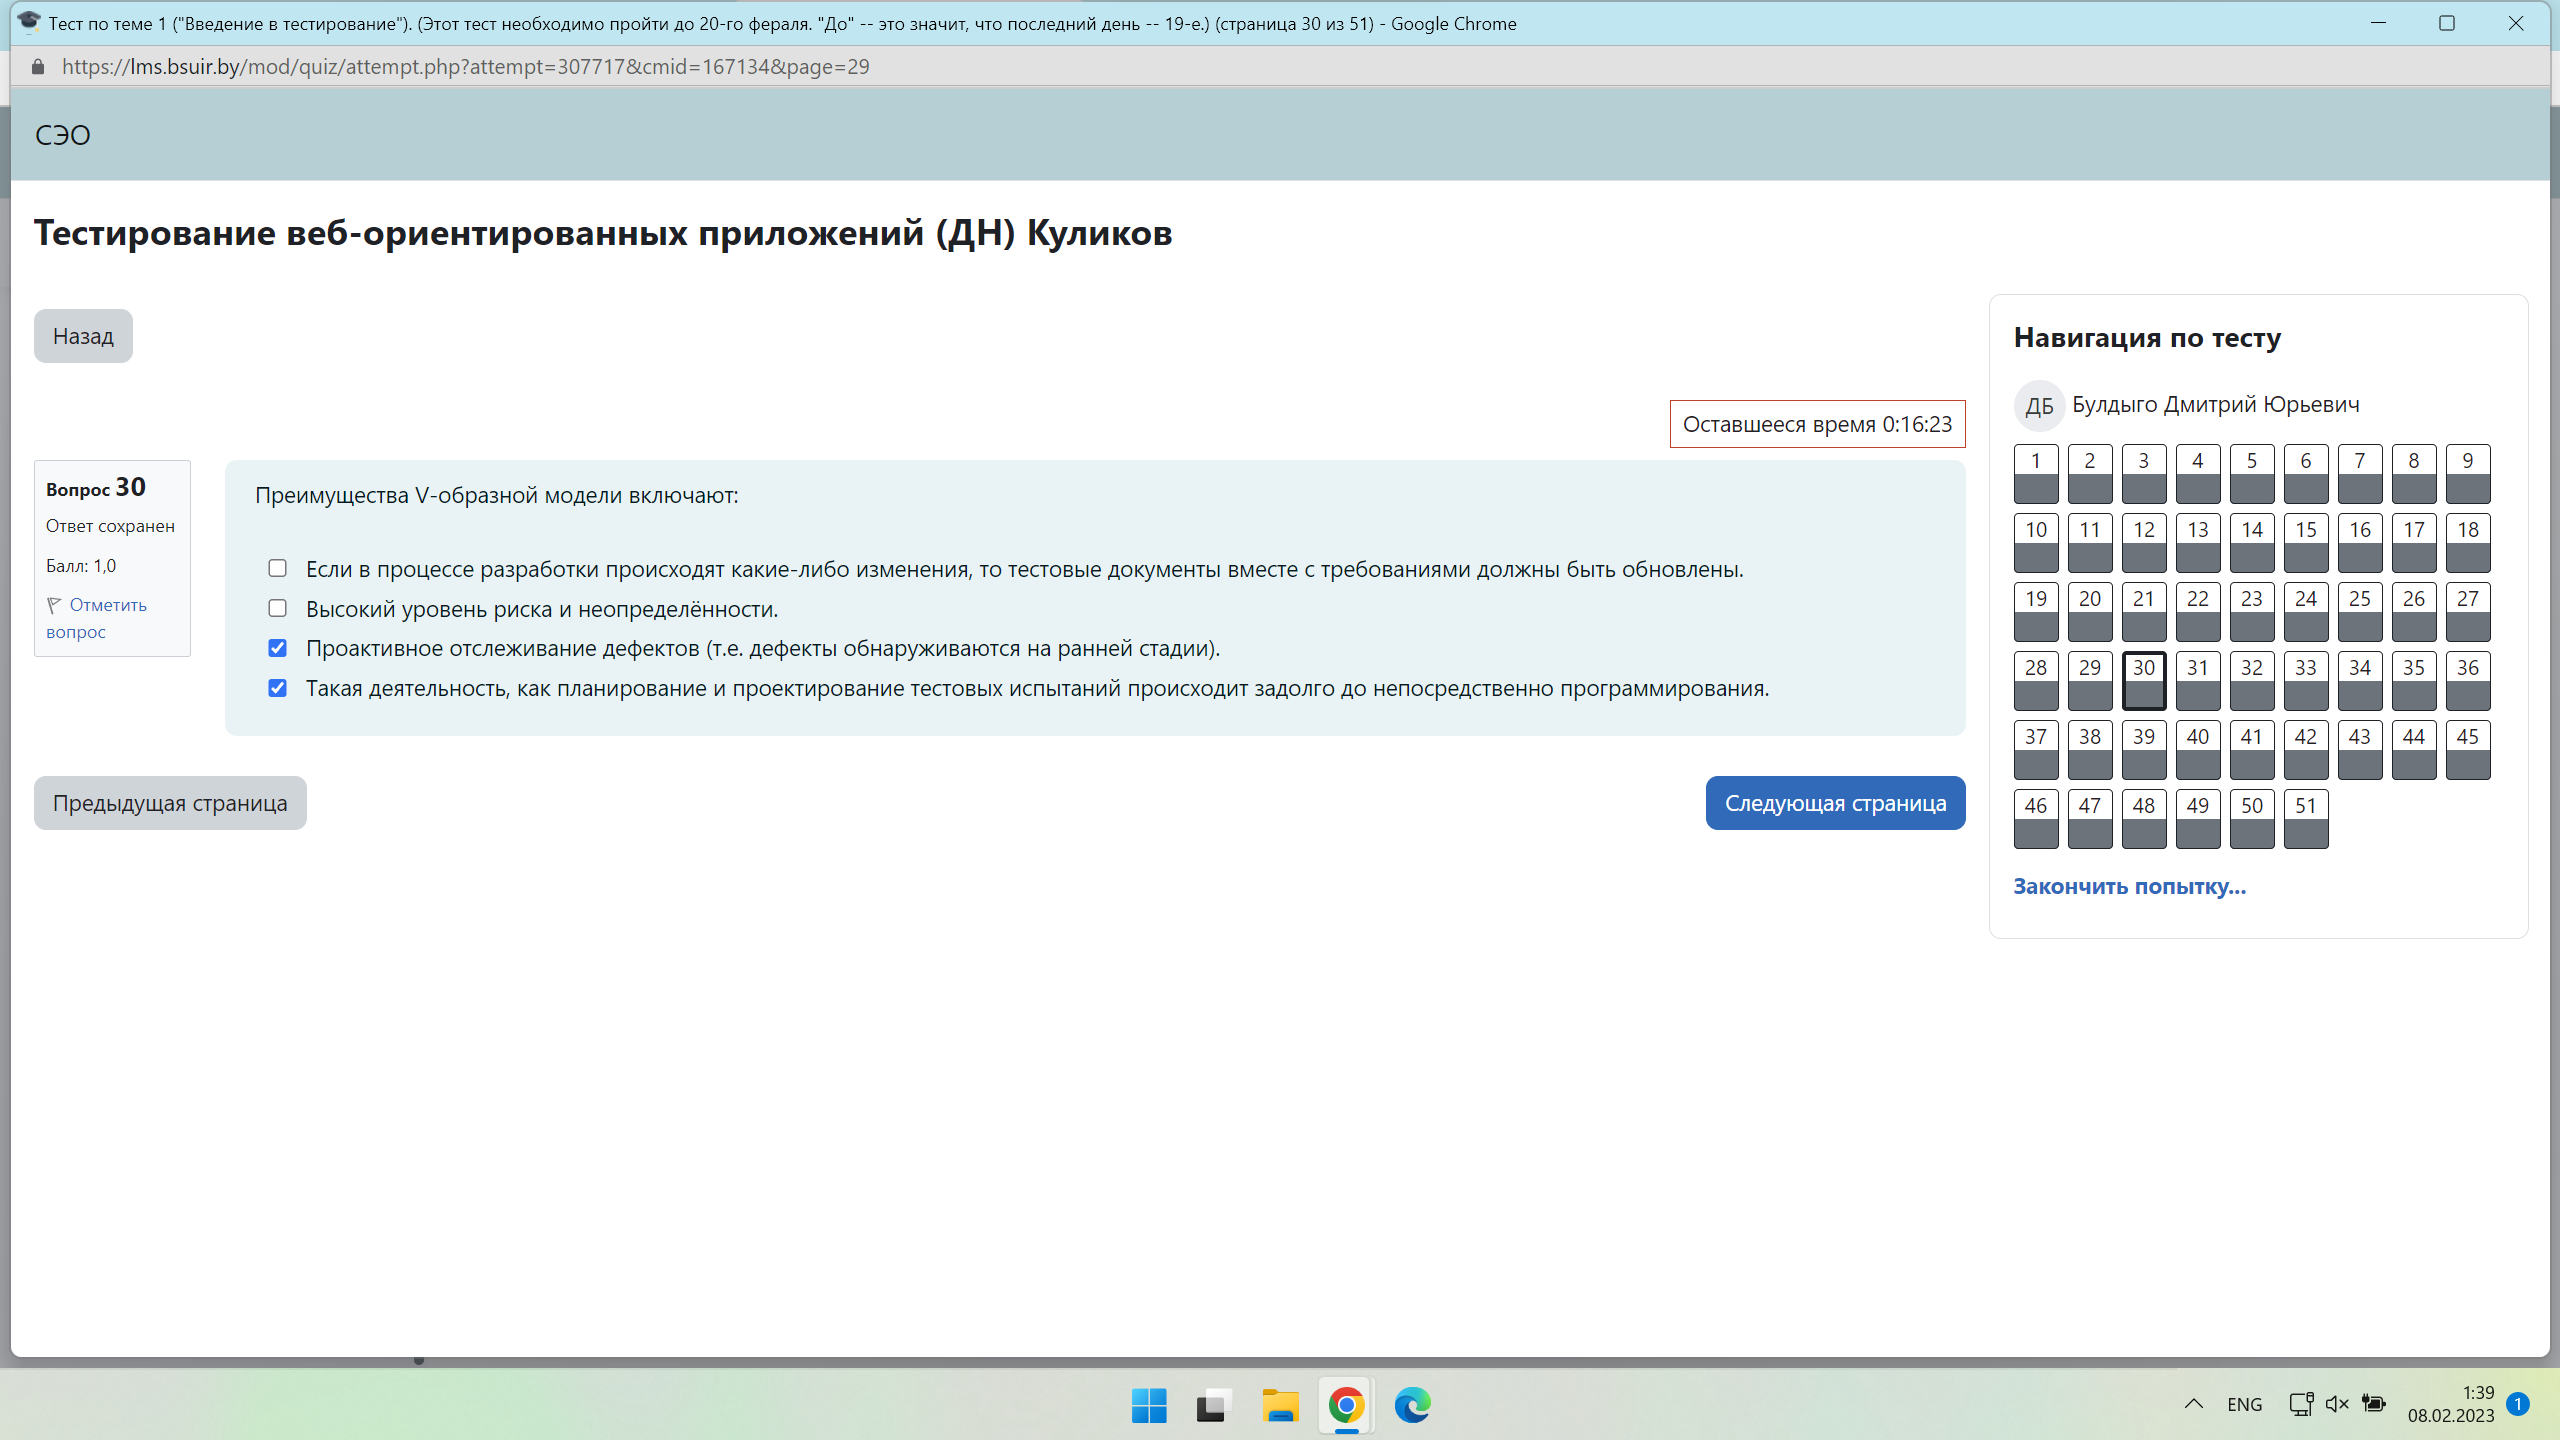 Тест по теме 1 ("Введение в тестирование"). (Этот тест необходимо пройти до 20-го фераля. "До" -- это значит, что последний день -- 19-е.) (страница 30 из 51) - Google Chrome
https://lms.bsuir.by/mod/quiz/attempt.php?attempt=307717&cmid=167134&page=29
СЭО
Тестирование веб-ориентированных приложений (ДН) Куликов
Назад
Оставшееся время 0:16:23
Вопрос 30
Ответ сохранен
Балл: 1,0
Отметить
вопрос
Преимущества V-образной модели включают:
Если в процессе разработки происходят какие-либо изменения, то тестовые документы вместе с требованиями должны быть обновлены.
Высокий уровень риска и неопределённости.
Проактивное отслеживание дефектов (т.е. дефекты обнаруживаются на ранней стадии).
Такая деятельность, как планирование и проектирование тестовых испытаний происходит задолго до непосредственно программирования.
Предыдущая страница
Следующая страница
Навигация по тесту
ДБ Булдыго Дмитрий Юрьевич
1 2 3 4 5 6 7 8 9
10 11 12 13 14 15 16 17 18
19 20 21 22 23 24 25 26 27
28 29 30 31 32 33 34 35 36
37 38 39 40 41 42 43 44 45
46 47 48 49 50 51
Закончить попытку...
ENG
1:39
08.02.2023
1